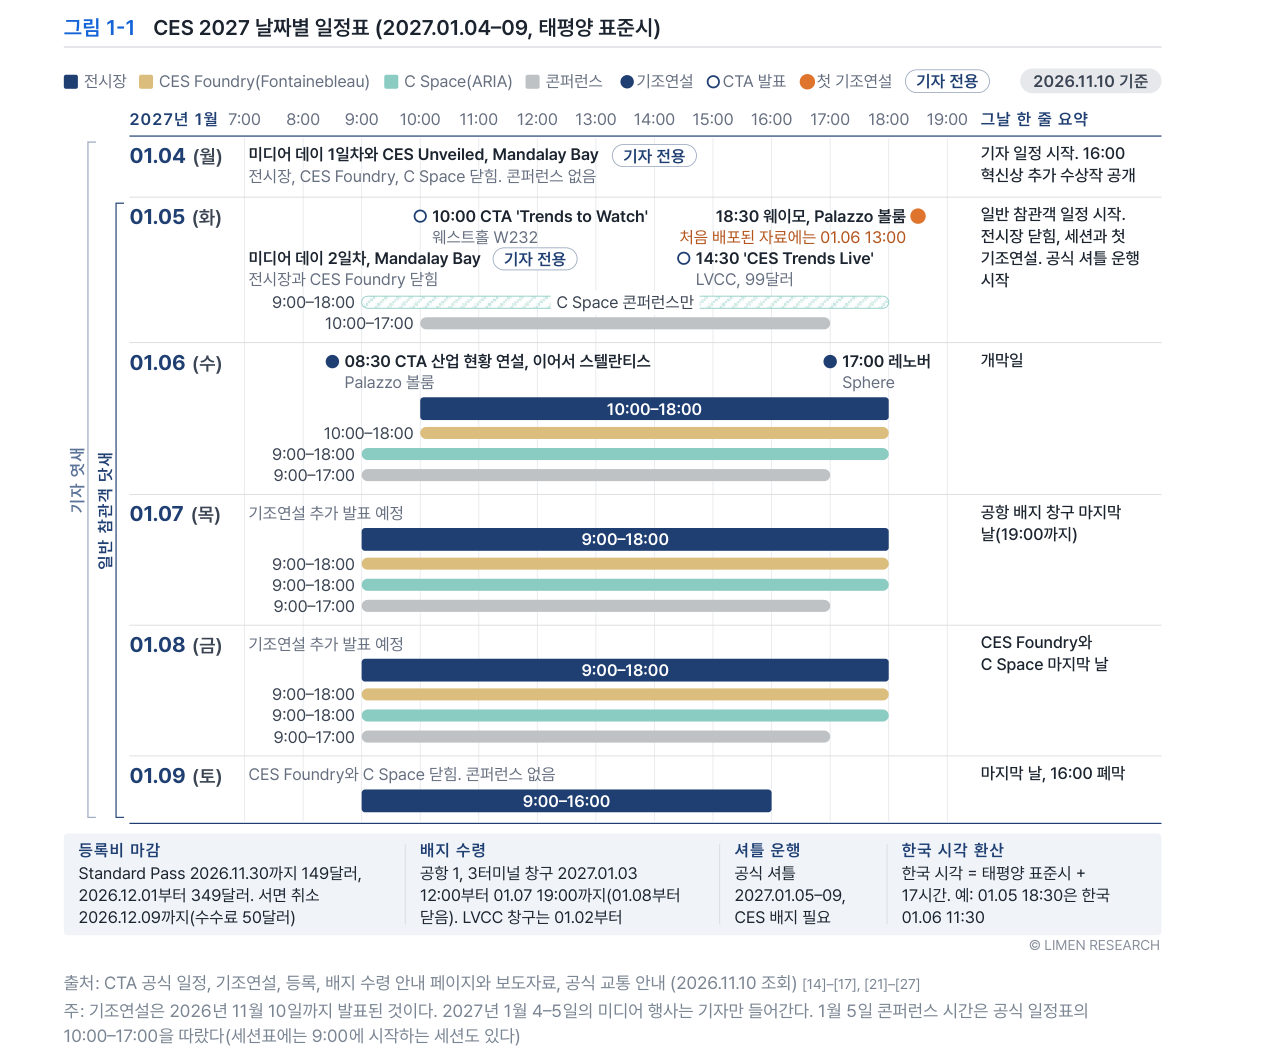 그림 1-1 CES 2027 날짜별 일정표 (2027.01.04–09, 태평양 표준시)
전시장 CES Foundry(Fontainebleau) C Space(ARIA) 콘퍼런스 기조연설 CTA 발표 첫 기조연설 기자 전용 2026.11.10 기준
2027년 1월 7:00 8:00 9:00 10:00 11:00 12:00 13:00 14:00 15:00 16:00 17:00 18:00 19:00 그날 한 줄 요약
기자 엿새
일반 참관객 닷새
01.04 (월) 미디어 데이 1일차와 CES Unveiled, Mandalay Bay 기자 전용
전시장, CES Foundry, C Space 닫힘. 콘퍼런스 없음
기자 일정 시작. 16:00
혁신상 추가 수상작 공개
01.05 (화) 10:00 CTA 'Trends to Watch' 18:30 웨이모, Palazzo 볼룸
웨스트홀 W232 처음 배포된 자료에는 01.06 13:00
미디어 데이 2일차, Mandalay Bay 기자 전용 14:30 'CES Trends Live'
전시장과 CES Foundry 닫힘 LVCC, 99달러
9:00–18:00 C Space 콘퍼런스만
10:00–17:00
일반 참관객 일정 시작.
전시장 닫힘, 세션과 첫
기조연설. 공식 셔틀 운행
시작
01.06 (수) 08:30 CTA 산업 현황 연설, 이어서 스텔란티스 17:00 레노버
Palazzo 볼룸 Sphere
10:00–18:00
10:00–18:00
9:00–18:00
9:00–17:00
개막일
01.07 (목) 기조연설 추가 발표 예정
9:00–18:00
9:00–18:00
9:00–18:00
9:00–17:00
공항 배지 창구 마지막
날(19:00까지)
01.08 (금) 기조연설 추가 발표 예정
9:00–18:00
9:00–18:00
9:00–18:00
9:00–17:00
CES Foundry와
C Space 마지막 날
01.09 (토) CES Foundry와 C Space 닫힘. 콘퍼런스 없음
9:00–16:00
마지막 날, 16:00 폐막
등록비 마감
Standard Pass 2026.11.30까지 149달러,
2026.12.01부터 349달러. 서면 취소
2026.12.09까지(수수료 50달러)
배지 수령
공항 1, 3터미널 창구 2027.01.03
12:00부터 01.07 19:00까지(01.08부터
닫음). LVCC 창구는 01.02부터
셔틀 운행
공식 셔틀
2027.01.05–09,
CES 배지 필요
한국 시각 환산
한국 시각 = 태평양 표준시 +
17시간. 예: 01.05 18:30은 한국
01.06 11:30
© LIMEN RESEARCH
출처: CTA 공식 일정, 기조연설, 등록, 배지 수령 안내 페이지와 보도자료, 공식 교통 안내 (2026.11.10 조회) [14]–[17], [21]–[27]
주: 기조연설은 2026년 11월 10일까지 발표된 것이다. 2027년 1월 4–5일의 미디어 행사는 기자만 들어간다. 1월 5일 콘퍼런스 시간은 공식 일정표의
10:00–17:00을 따랐다(세션표에는 9:00에 시작하는 세션도 있다)